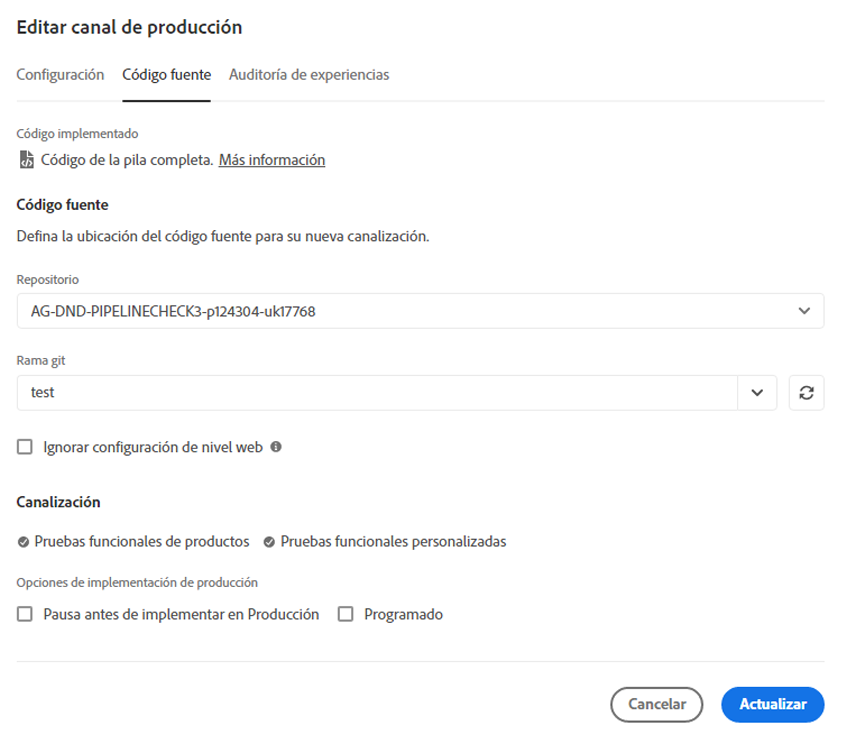 Editar canal de producción
Configuración Código fuente Auditoría de experiencias
Código implementado
Código de la pila completa. Más información
Código fuente
Defina la ubicación del código fuente para su nueva canalización.
Repositorio
AG-DND-PIPELINECHECK3-p124304-uk17768
Rama git
test
Ignorar configuración de nivel web
Canalización
Pruebas funcionales de productos Pruebas funcionales personalizadas
Opciones de implementación de producción
Pausa antes de implementar en Producción Programado
Cancelar Actualizar